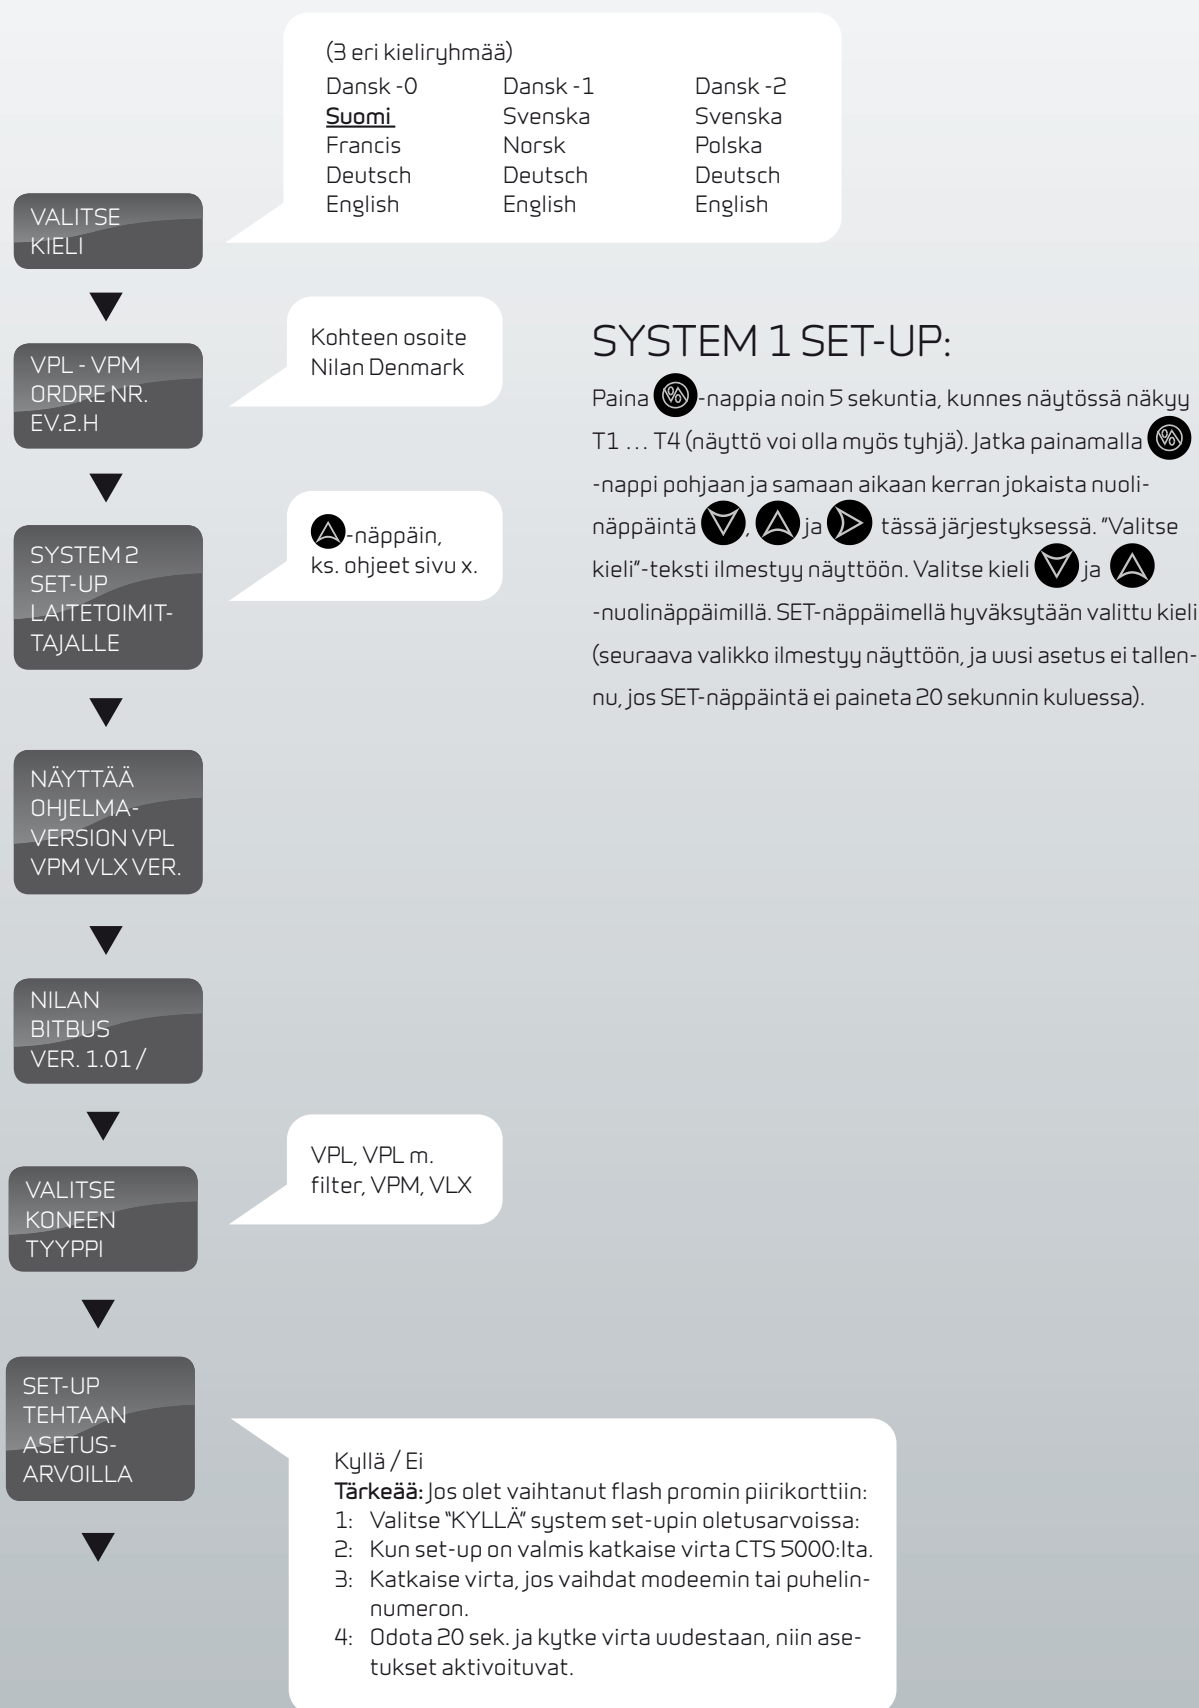 (3 eri kieliryhmää)
Dansk -0 Dansk -1 Dansk -2
Suomi Svenska Svenska
Francis Norsk Polska
Deutsch Deutsch Deutsch
English English English
VALITSE
KIELI
VPL - VPM
ORDRE NR.
EV.2.H
Kohteen osoite
Nilan Denmark
SYSTEM 1 SET-UP:
Paina -nappia noin 5 sekuntia, kunnes näytössä näkyy
T1 ... T4 (näyttö voi olla myös tyhjä). Jatka painamalla
-nappi pohjaan ja samaan aikaan kerran jokaista nuoli-
näppäintä , ja tässä järjestyksessä. "Valitse
kieli"-teksti ilmestyy näyttöön. Valitse kieli ja
-nuolinäppäimillä. SET-näppäimellä hyväksytään valittu kieli
(seuraava valikko ilmestyy näyttöön, ja uusi asetus ei tallen-
nu, jos SET-näppäintä ei paineta 20 sekunnin kuluessa).
SYSTEM 2
SET-UP
LAITETOIMIT-
TAJALLE
-näppäin,
ks. ohjeet sivu x.
NÄYTTÄÄ
OHJELMA-
VERSION VPL
VPM VLX VER.
NILAN
BITBUS
VER. 1.01 /
VALITSE
KONEEN
TYYPPI
VPL, VPL m.
filter, VPM, VLX
SET-UP
TEHTAAN
ASETUS-
ARVOILLA
Kyllä / Ei
Tärkeää: Jos olet vaihtanut flash promin piirikorttiin:
1: Valitse "KYLLÄ" system set-upin oletusarvoissa:
2: Kun set-up on valmis katkaise virta CTS 5000:lta.
3: Katkaise virta, jos vaihdat modeemin tai puhelin-
numeron.
4: Odota 20 sek. ja kytke virta uudestaan, niin ase-
tukset aktivoituvat.